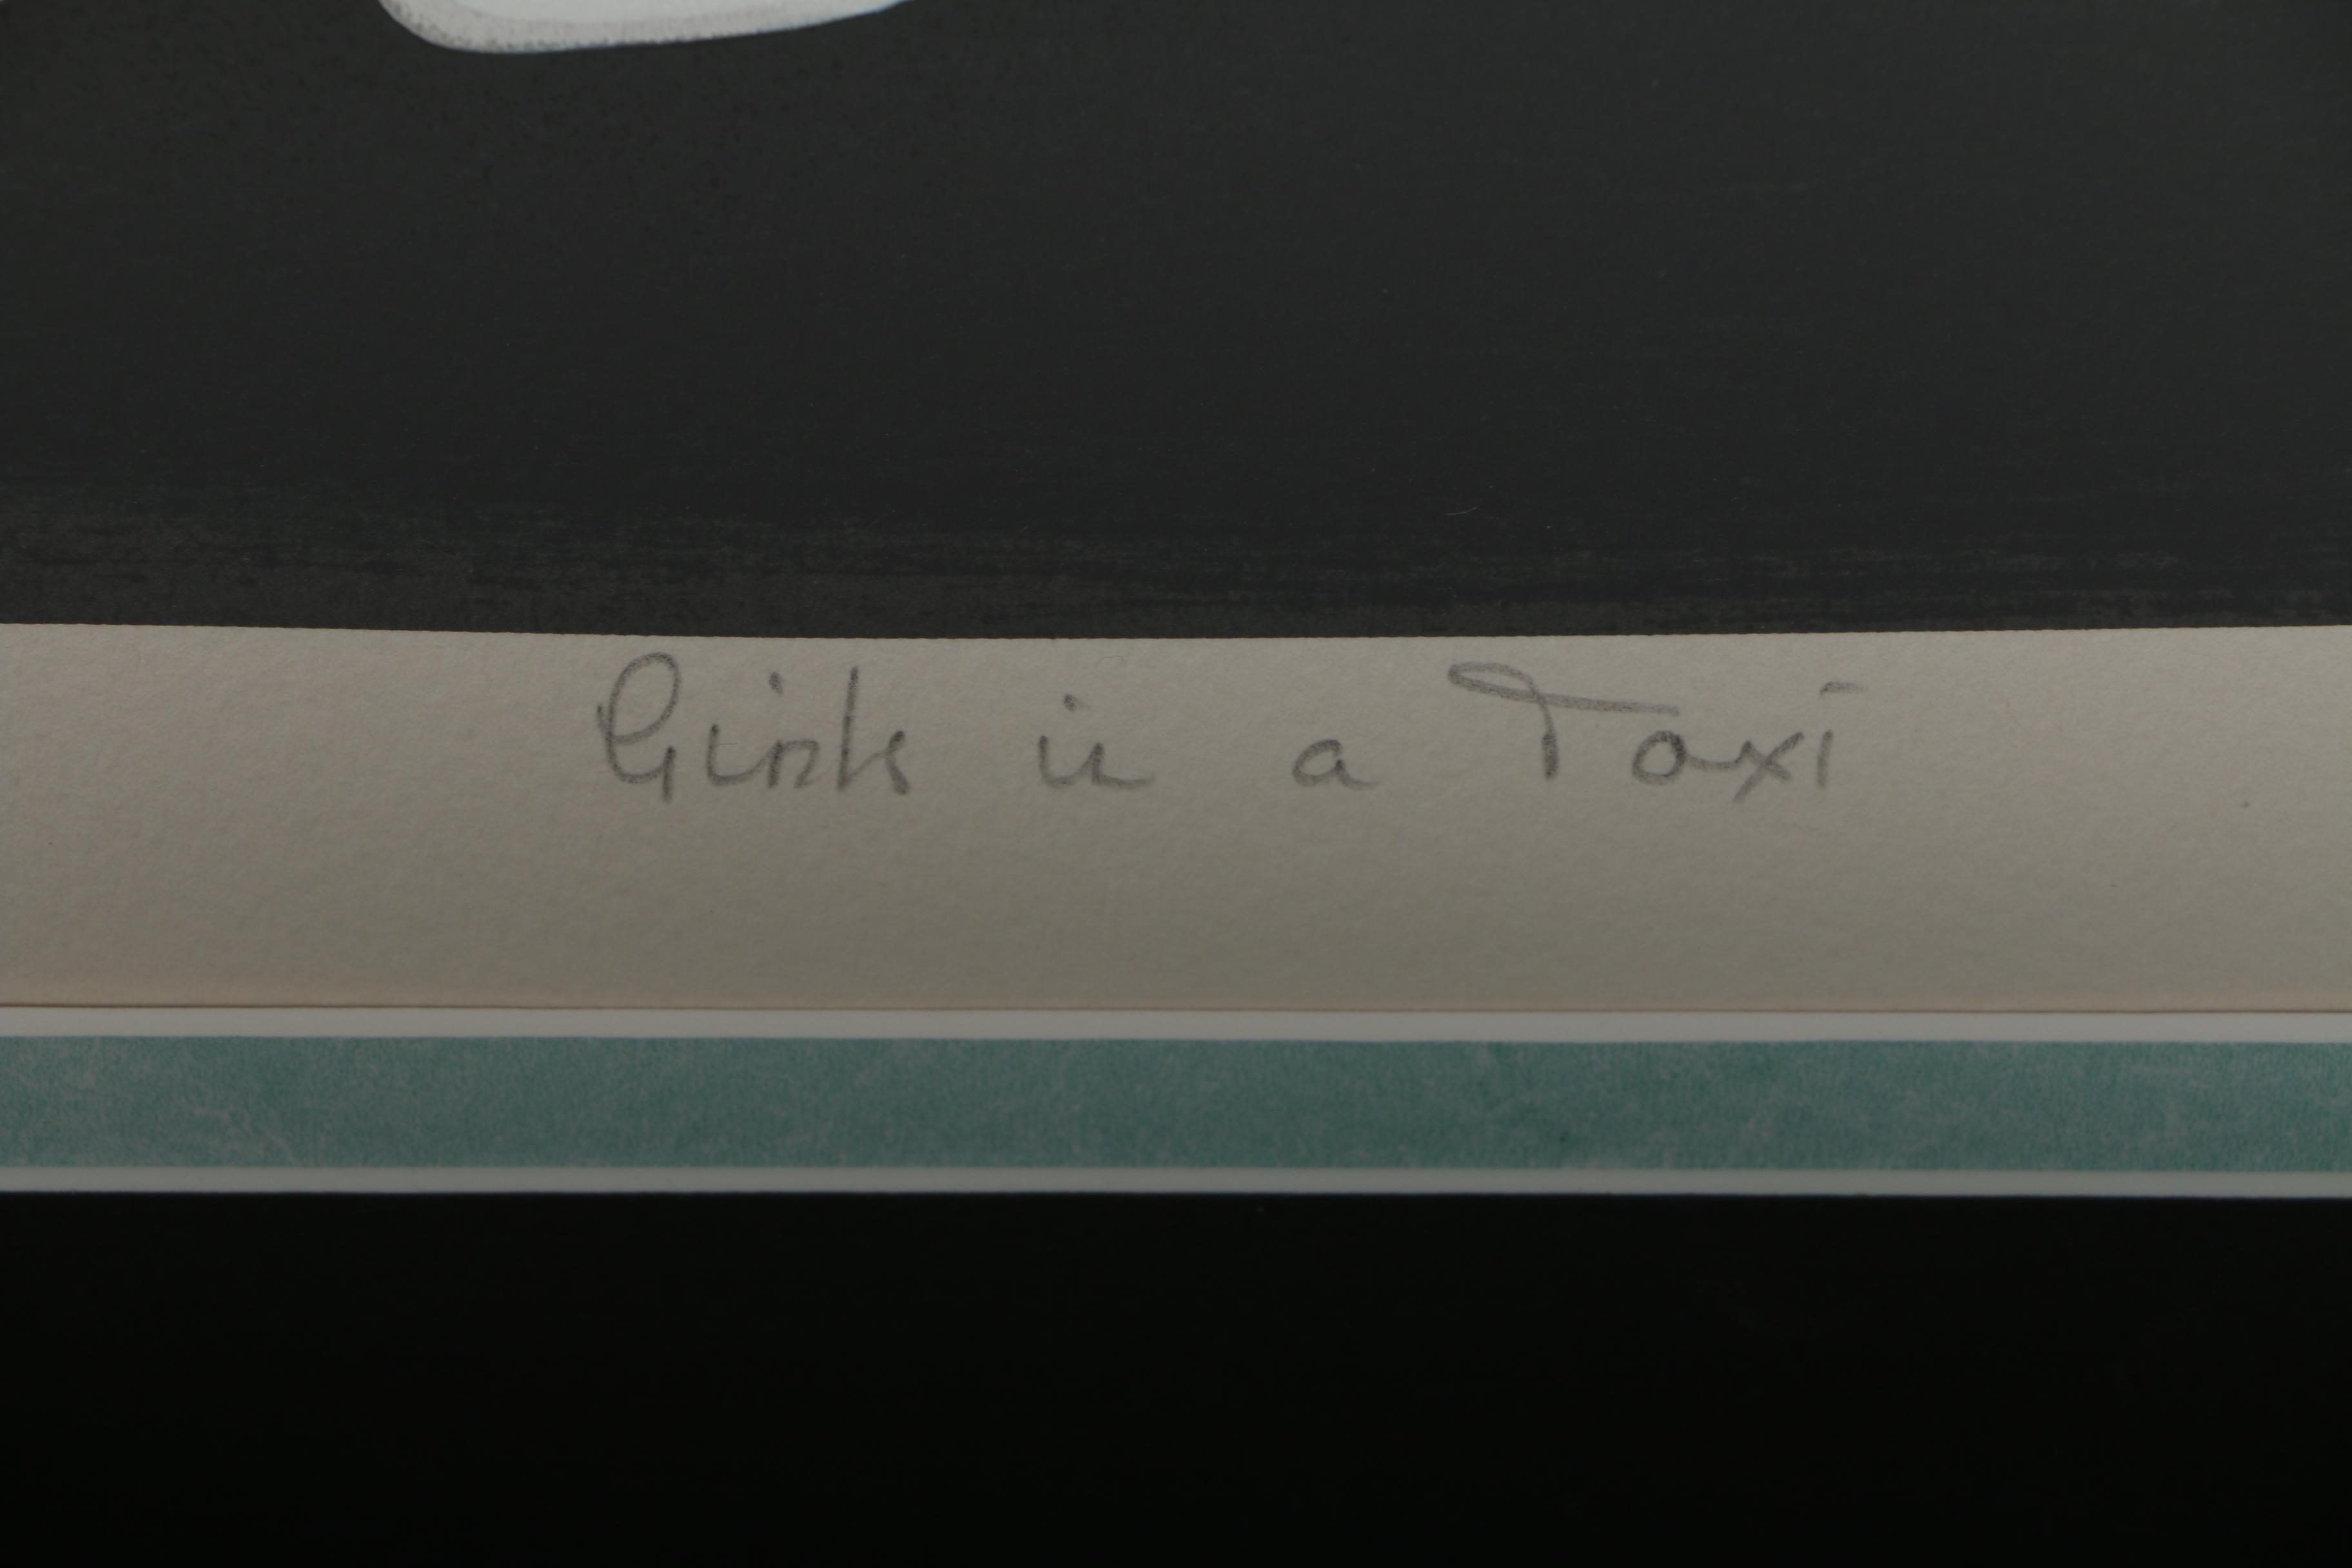 Girls in a Taxi